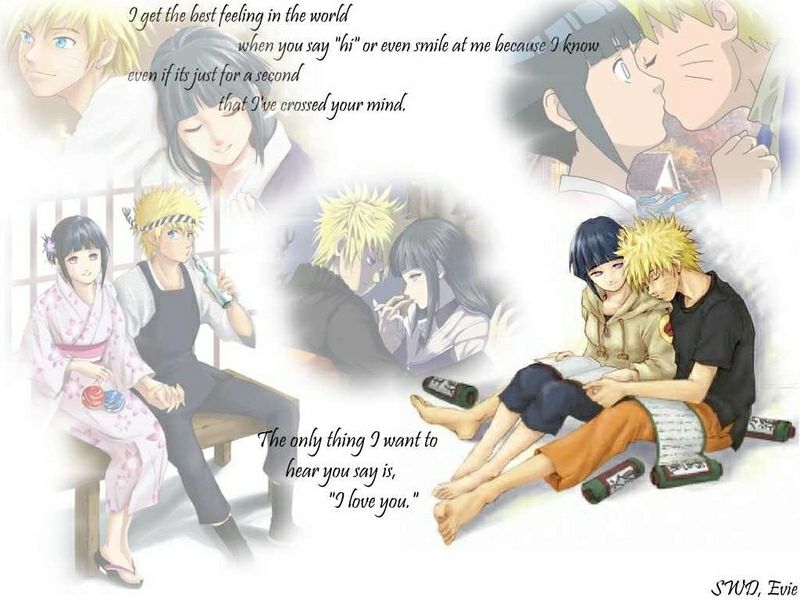 I get the best feeling in the world
when you say "hi" or even smile at me because I know
even if its just for a second
that I've crossed your mind.
The only thing I want to
hear you say is,
"I love you."
SWD, Evie